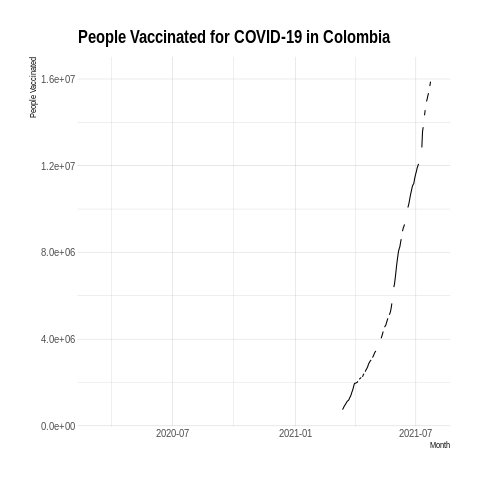 People Vaccinated for COVID-19 in Colombia
People Vaccinated
1.6e+07
1.2e+07
8.0e+06
4.0e+06
0.0e+00
2020-07
2021-01
2021-07
Month